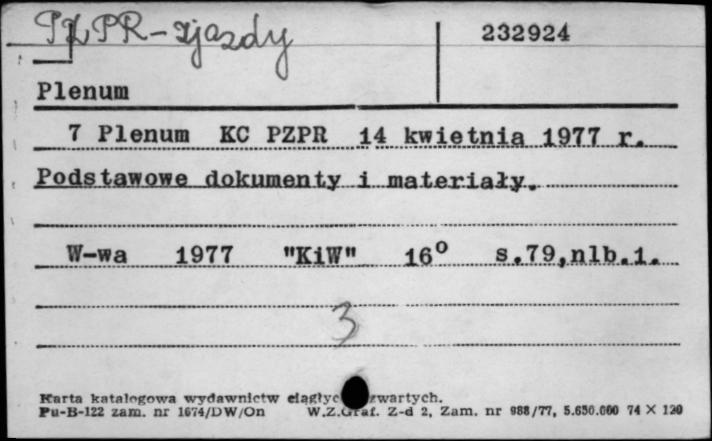 PZPR - zjazdy
232924
Plenum
7 Plenum KC PZPR 14 kwietnia 1977 r.
Podstawowe dokumenty i materiały.
W-wa 1977 "KiW" 16° s.79,nlb.1.
3
Karta katalogowa wydawnictw zwartych.
Pu-B-122 zam. nr 1674/DW/On W.Z.Graf. Z-d 2, Zam. nr 988/77, 5.650.000 74 × 120